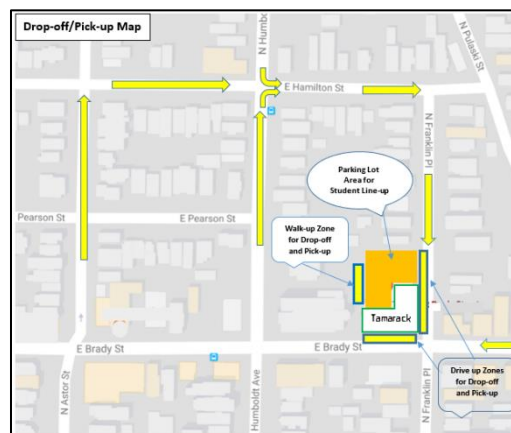 Drop-off/Pick-up Map
N Humbo
N Pulaski St
E Hamilton St
N Franklin Pl
Parking Lot
Area for
Student Line-up
Pearson St
E Pearson St
Walk-up Zone
for Drop-off
and Pick-up
Tamarack
E Brady St
E Brady St
Drive up Zones
for Drop-off
and Pick-up
N Astor St
Humboldt Ave
N Franklin Pl